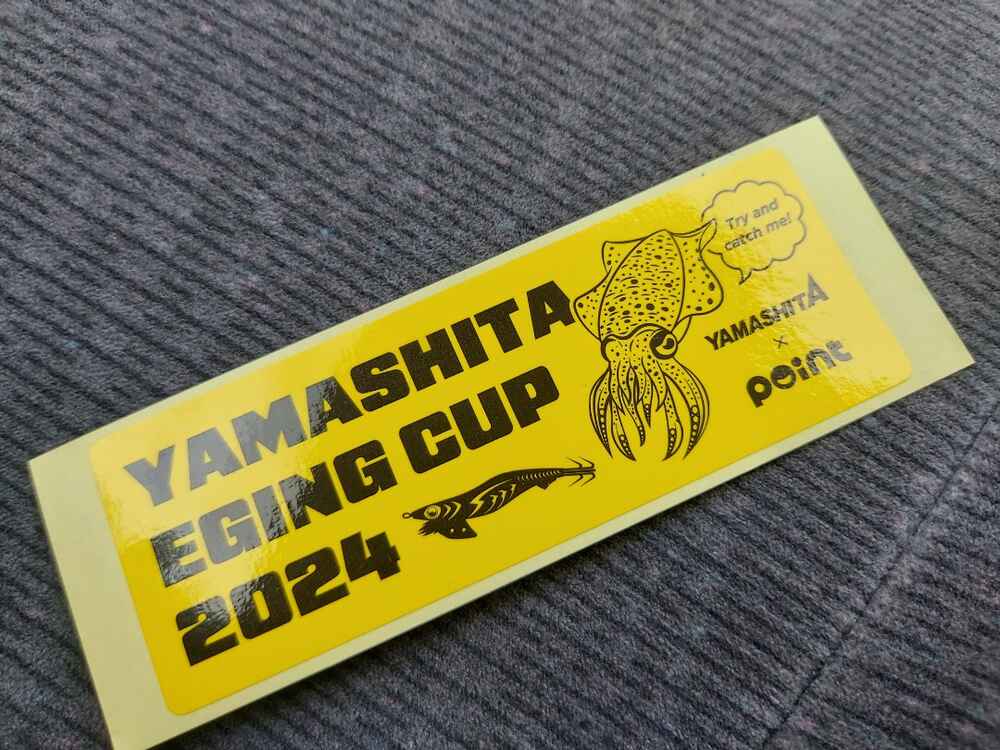 YAMASHITA
EGING CUP
2024
Try and
catch me!
YAMASHITA
×
point